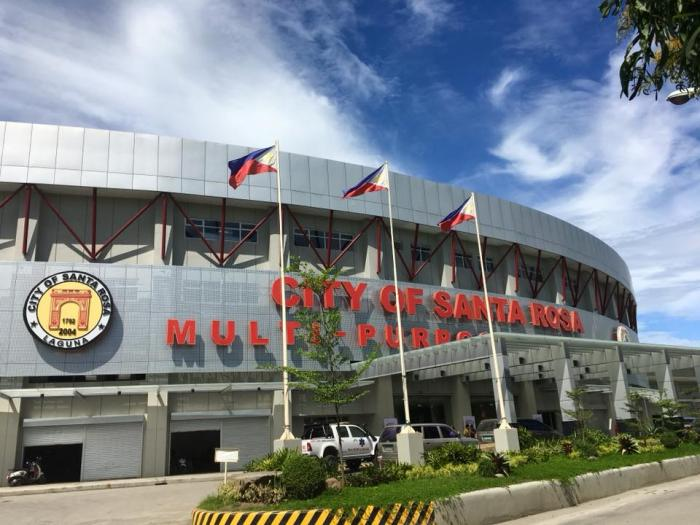 CITY OF SANTA ROSA
MULTI-PURPOSE
CITY OF SANTA ROSA
1792
2004
LAGUNA